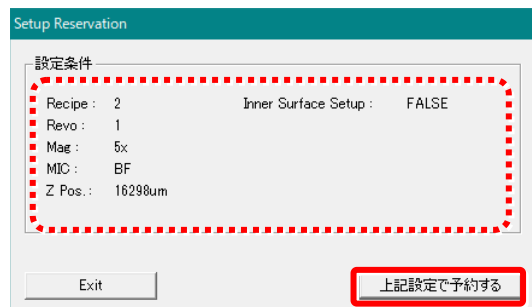 Setup Reservation
設定条件
Recipe : 2 Inner Surface Setup : FALSE
Revo : 1
Mag : 5x
MIC : BF
Z Pos. : 16298um
Exit 上記設定で予約する